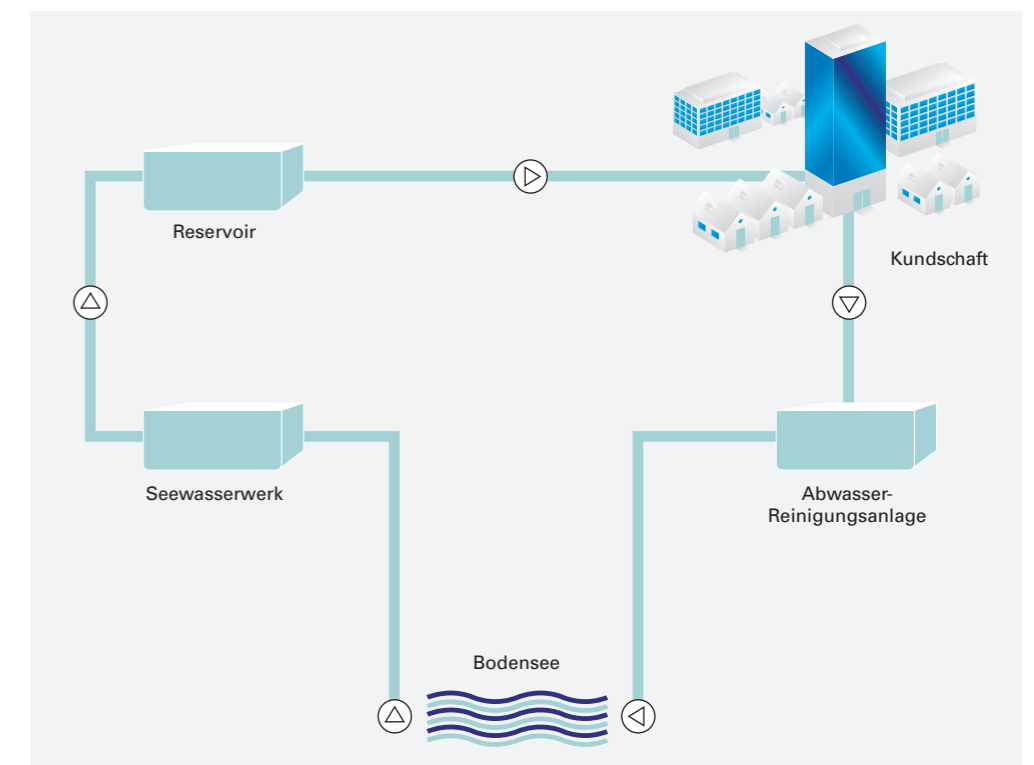 Reservoir
Kundschaft
Seewasserwerk
Abwasser-
Reinigungsanlage
Bodensee